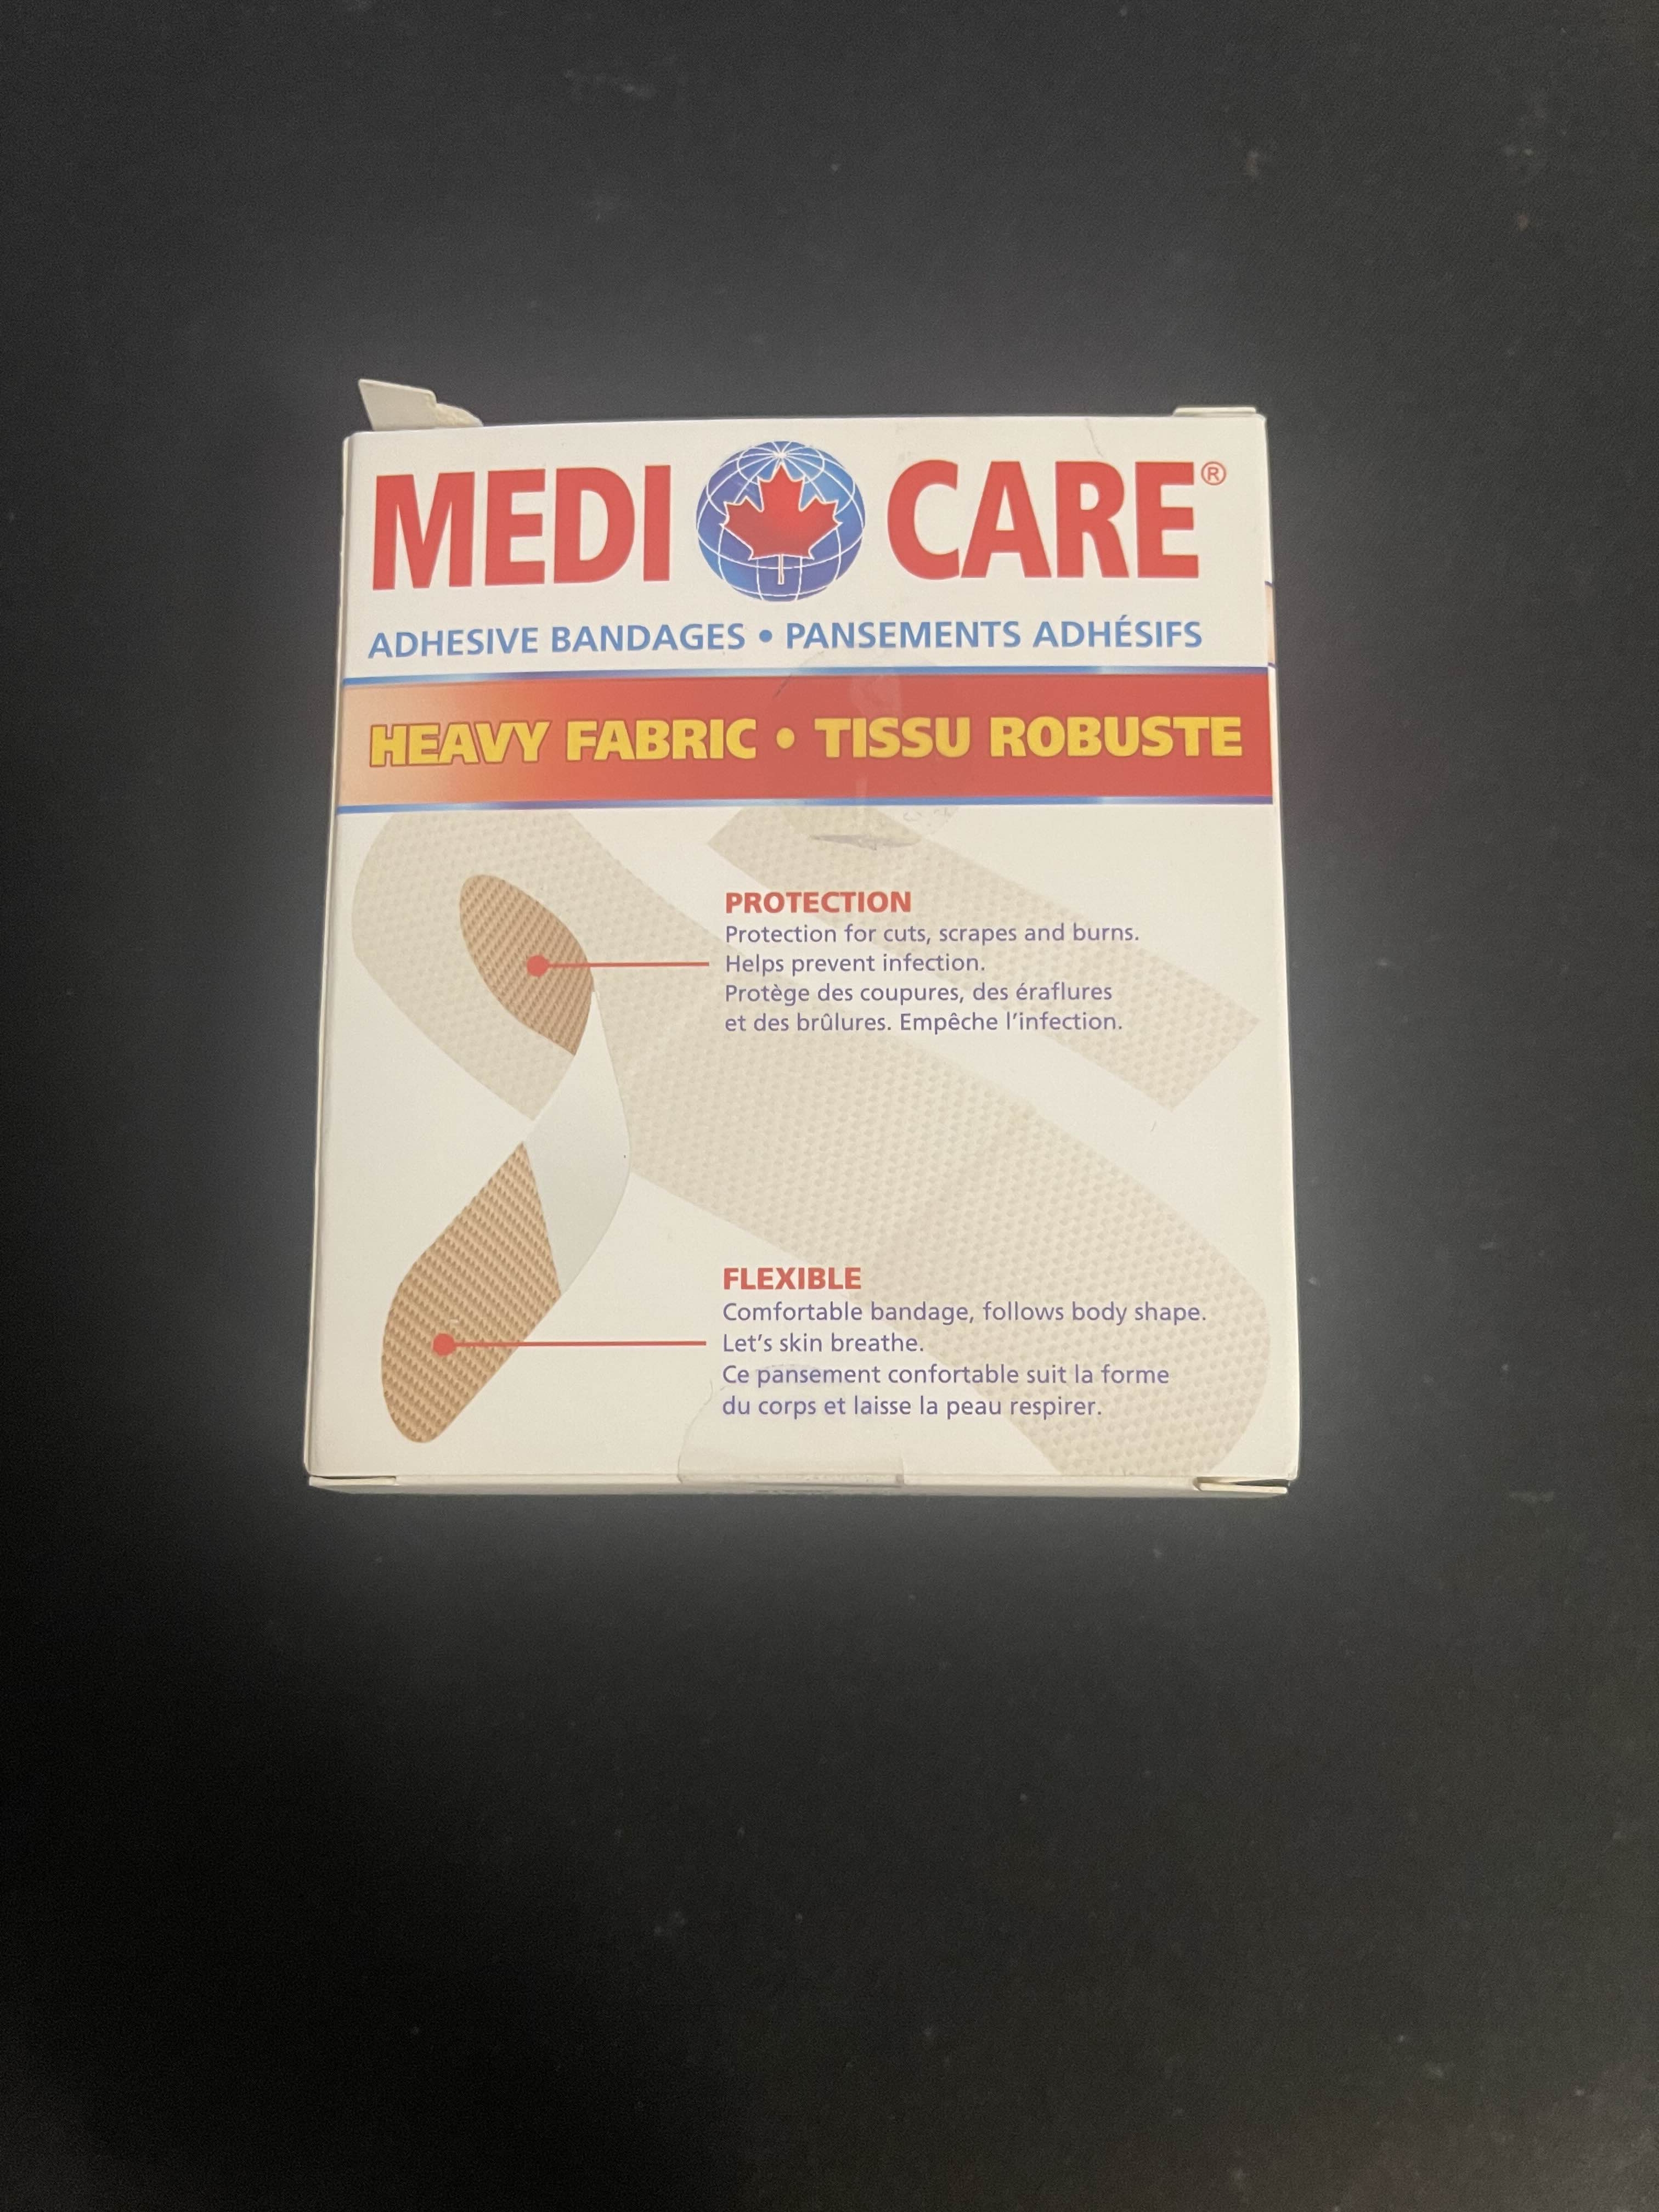 MEDI CARE®
ADHESIVE BANDAGES • PANSEMENTS ADHÉSIFS
HEAVY FABRIC • TISSU ROBUSTE
PROTECTION
Protection for cuts, scrapes and burns.
Helps prevent infection.
Protège des coupures, des éraflures
et des brûlures. Empêche l'infection.
FLEXIBLE
Comfortable bandage, follows body shape.
Let's skin breathe.
Ce pansement confortable suit la forme
du corps et laisse la peau respirer.